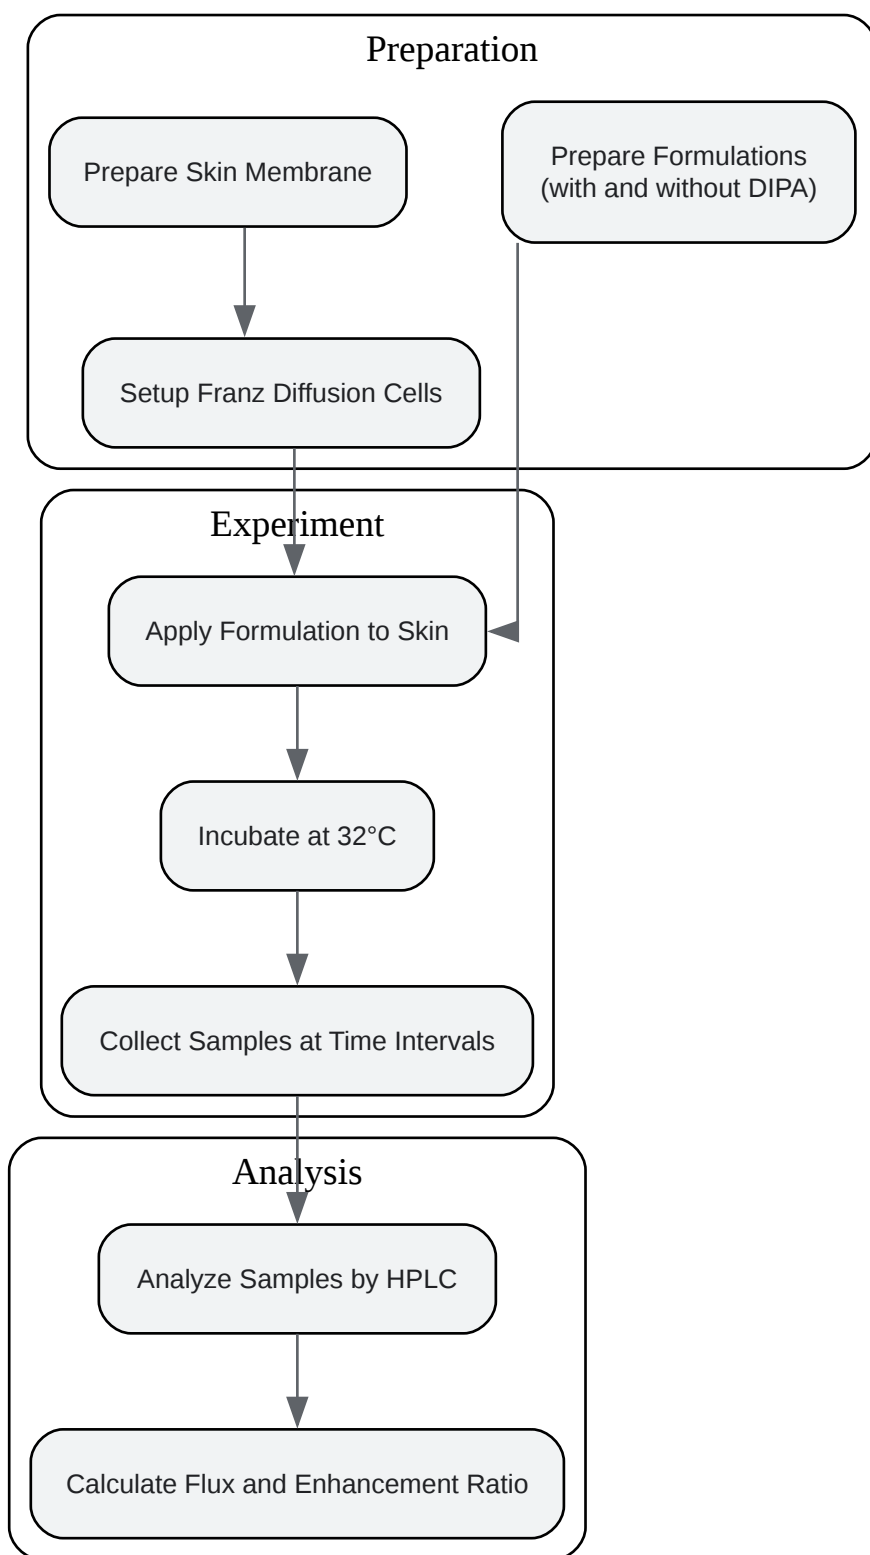 Preparation
Prepare Skin Membrane
Prepare Formulations
(with and without DIPA)
Setup Franz Diffusion Cells
Experiment
Apply Formulation to Skin
Incubate at 32°C
Collect Samples at Time Intervals
Analysis
Analyze Samples by HPLC
Calculate Flux and Enhancement Ratio